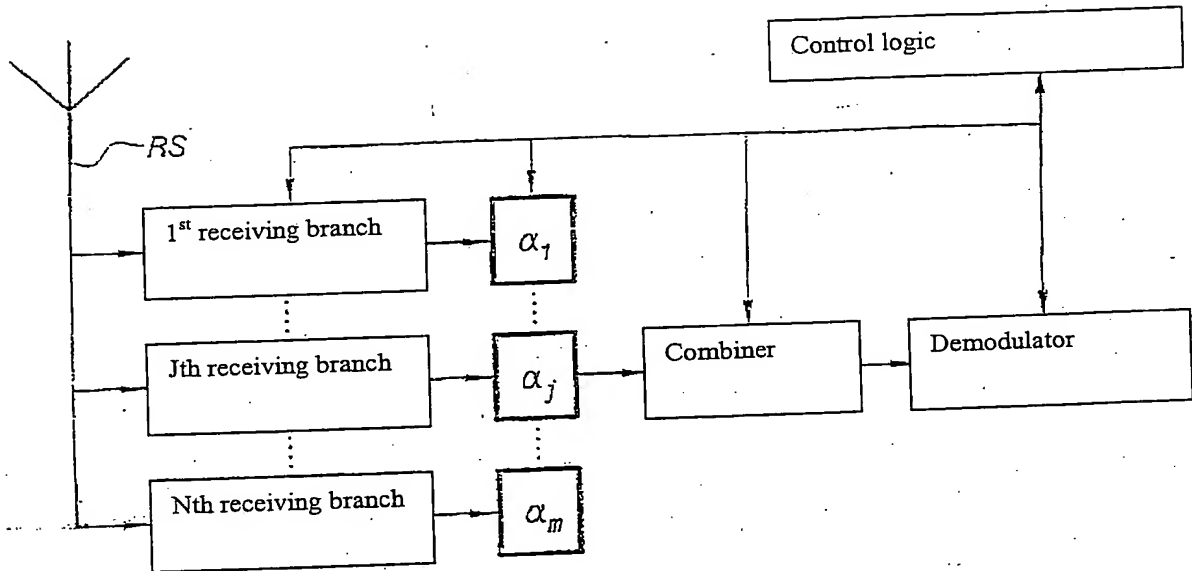 Control logic
RS
1st receiving branch
α1
Jth receiving branch
αj
Combiner
Demodulator
Nth receiving branch
αm